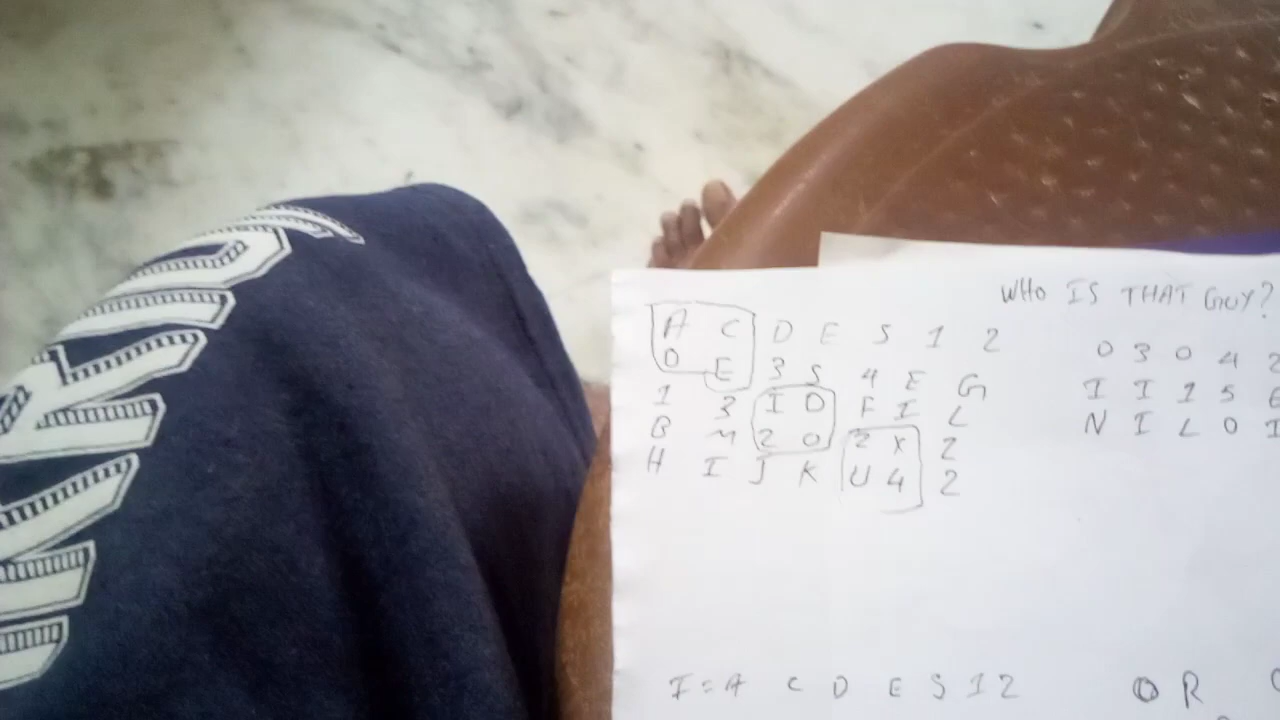 WHO IS THAT GUY?
A C D E S 1 2
D E 3 S 4 E G
1 3 I D F I L
B M 2 0 2 X 2
H I J K U 4 2
0 3 0 4 2
I I 1 5
N I L O I
I = A C D E S 1 2 O R